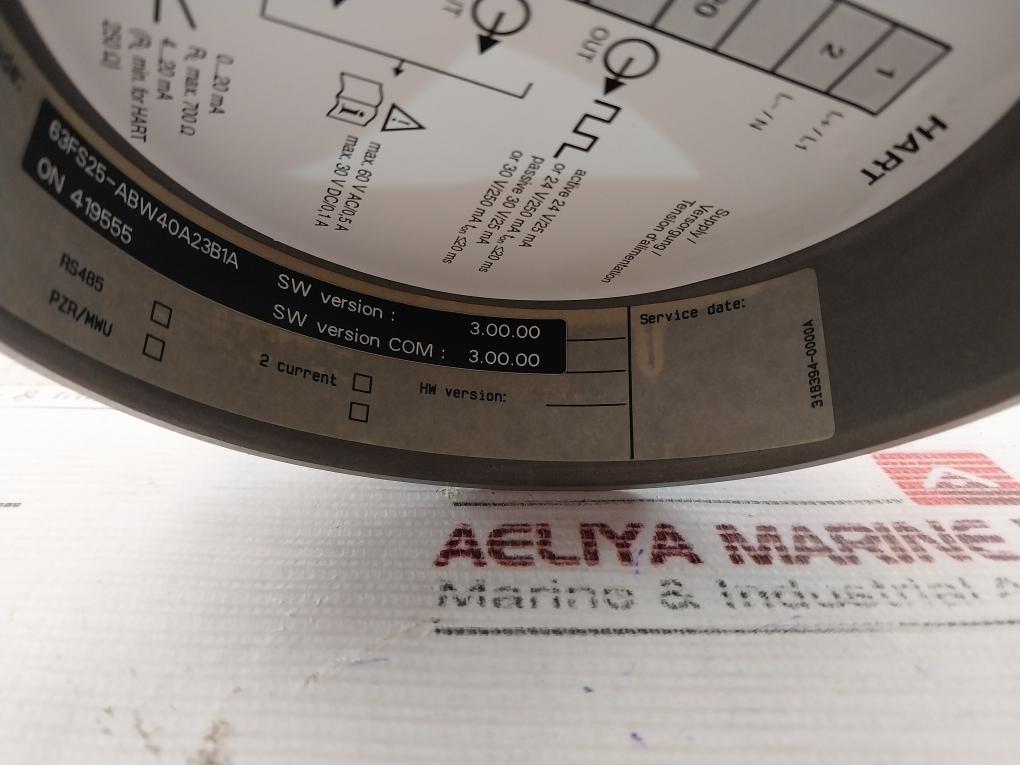 HART
1
2
L+/L1
L-/N
Supply /
Versorgung /
Tension d'alimentation
OUT
active 24 V/25 mA
or 24 V/250 mA ton ≤20 ms
passive 30 V/25 mA
or 30 V/250 mA ton ≤20 ms
max. 60 V AC/0,5 A
max. 30 V DC/0,1 A
0...20 mA
RL max. 700 Ω
4...20 mA
(RL min. for HART
250 Ω)
63FS25-ABW40A23B1A
ON 419555
SW version : 3.00.00
SW version COM : 3.00.00
RS485
PZR/MWU
2 current
HW version:
Service date:
318394-0000A
AELIYA MARINE
Marine & Industrial A